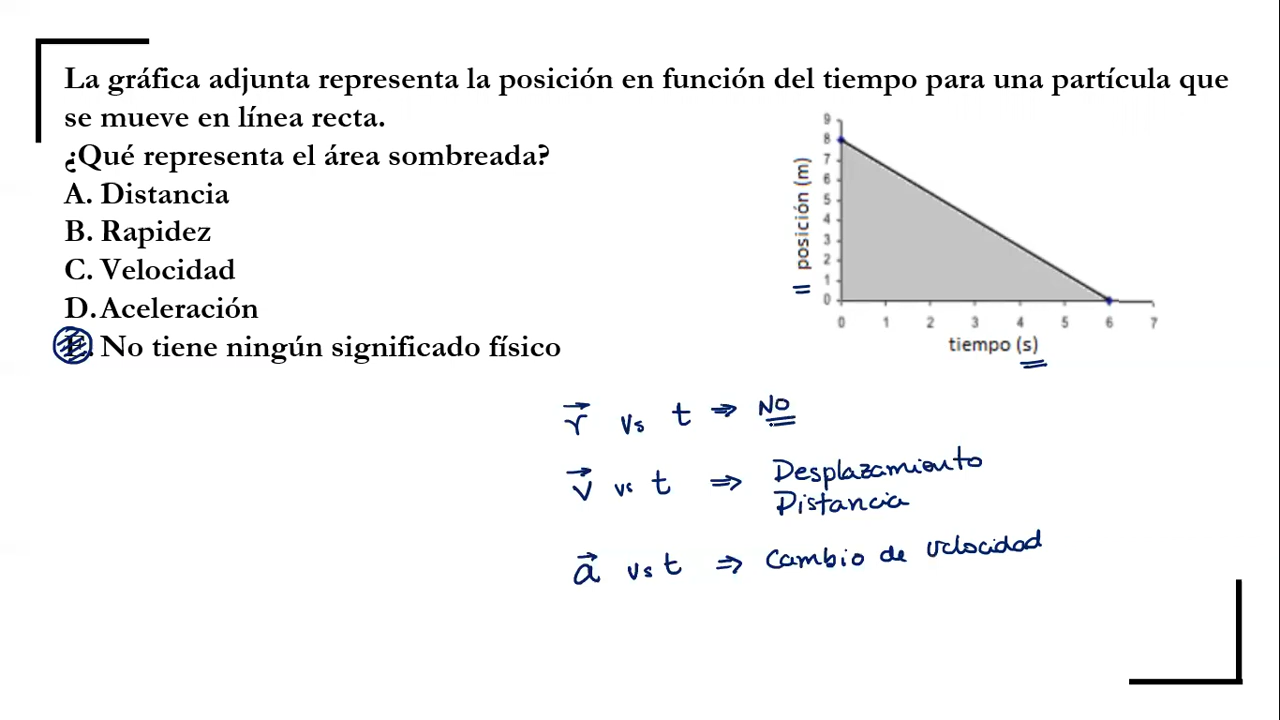 La gráfica adjunta representa la posición en función del tiempo para una partícula que
se mueve en línea recta.
¿Qué representa el área sombreada?
A. Distancia
B. Rapidez
C. Velocidad
D. Aceleración
E. No tiene ningún significado físico
posición (m)
9
8
7
6
5
4
3
2
1
0
0 1 2 3 4 5 6 7
tiempo (s)
r vs t ⇒ NO
v vs t ⇒ Desplazamiento
Distancia
a vs t ⇒ Cambio de velocidad